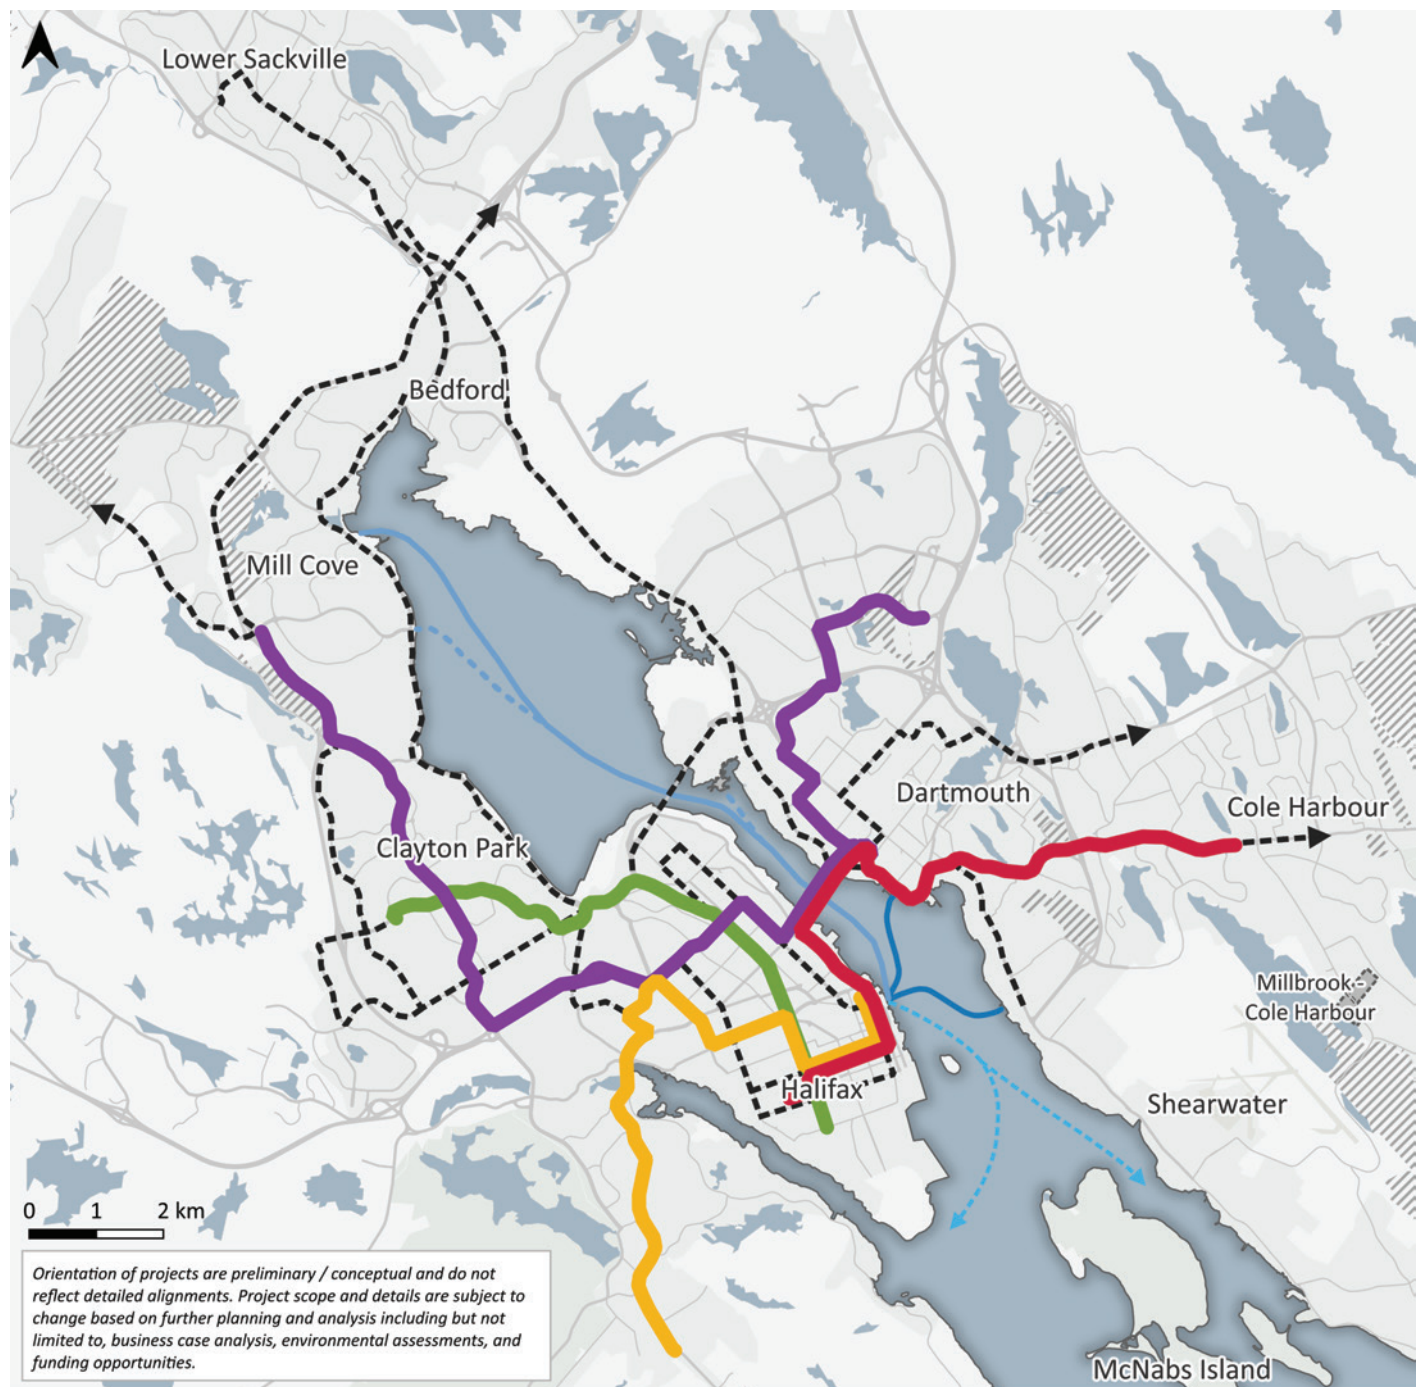 Lower Sackville
Bedford
Mill Cove
Dartmouth
Cole Harbour
Clayton Park
Millbrook -
Cole Harbour
Halifax
Shearwater
0 1 2 km
Orientation of projects are preliminary / conceptual and do not
reflect detailed alignments. Project scope and details are subject to
change based on further planning and analysis including but not
limited to, business case analysis, environmental assessments, and
funding opportunities.
McNabs Island